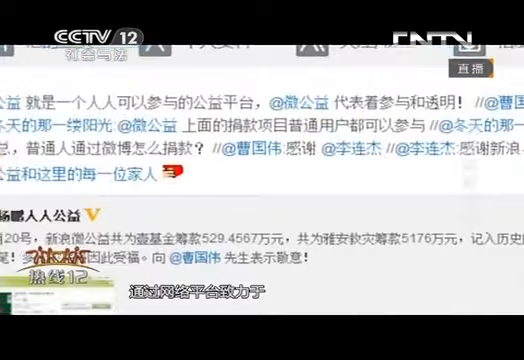 CCTV 12
社会与法
CNTV
直播
公益 就是一个人人可以参与的公益平台，@微公益 代表着参与和透明！ //@曹国
冬天的那一缕阳光:@微公益 上面的捐款项目普通用户都可以参与 //@冬天的那一
总，普通人通过微博怎么捐款？ //@曹国伟:感谢 @李连杰 //@李连杰:感谢新浪
公益和这里的每一位家人
杨鹏人人公益
月20号，新浪微公益共为壹基金筹款529.4567万元，共为雅安救灾筹款5176万元，记入历史
因此受福。向 @曹国伟 先生表示敬意！
热线12
通过网络平台致力于